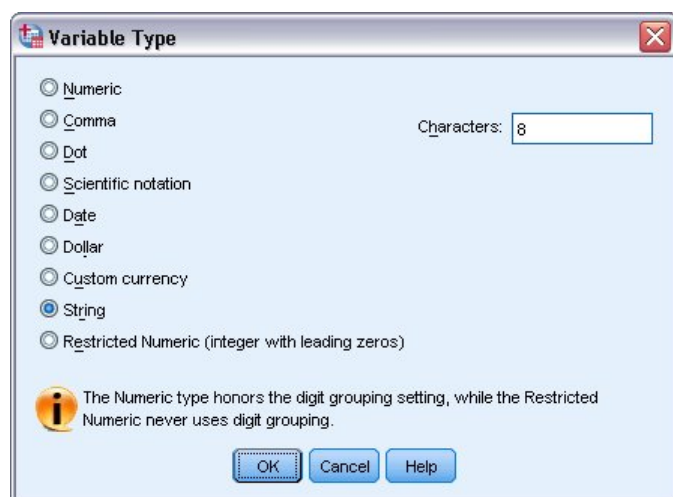 Variable Type
Numeric
Comma
Characters: 8
Dot
Scientific notation
Date
Dollar
Custom currency
String
Restricted Numeric (integer with leading zeros)
The Numeric type honors the digit grouping setting, while the Restricted
Numeric never uses digit grouping.
OK Cancel Help